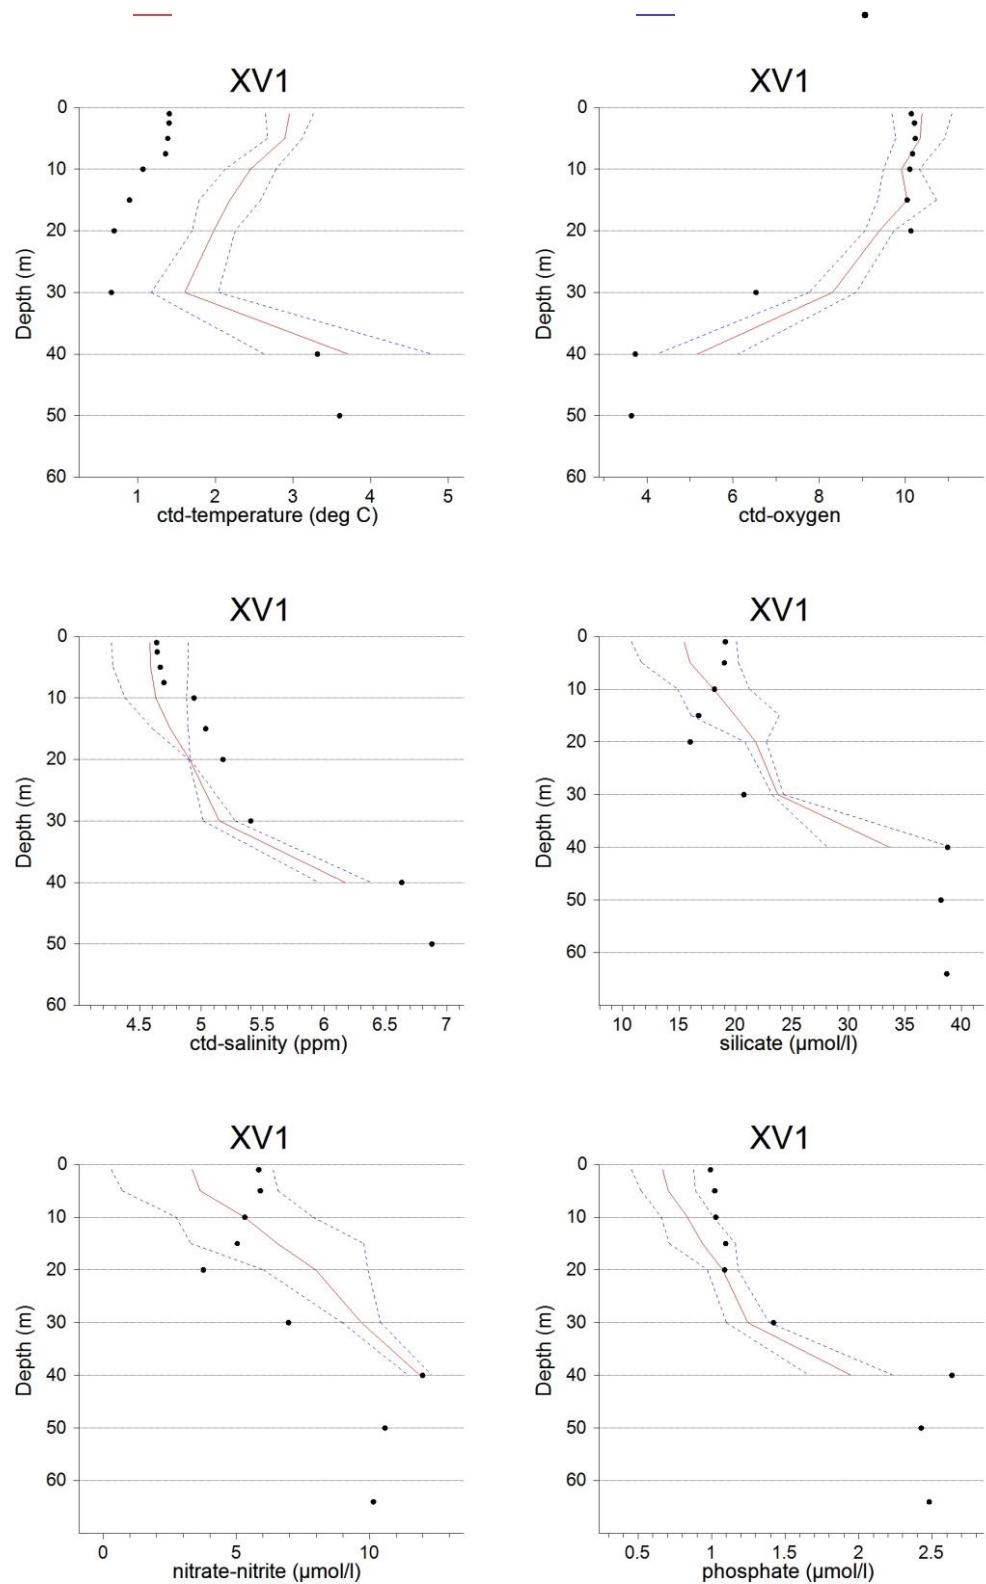 XV1 XV1
0 0
10 10
20 20
Depth (m) Depth (m)
30 30
40 40
50 50
60 60
1 2 3 4 5 4 6 8 10
ctd-temperature (deg C) ctd-oxygen
XV1 XV1
0 0
10 10
20 20
Depth (m) Depth (m)
30 30
40 40
50 50
60 60
4.5 5 5.5 6 6.5 7 10 15 20 25 30 35 40
ctd-salinity (ppm) silicate (µmol/l)
XV1 XV1
0 0
10 10
20 20
Depth (m) Depth (m)
30 30
40 40
50 50
60 60
0 5 10 0.5 1 1.5 2 2.5
nitrate-nitrite (µmol/l) phosphate (µmol/l)